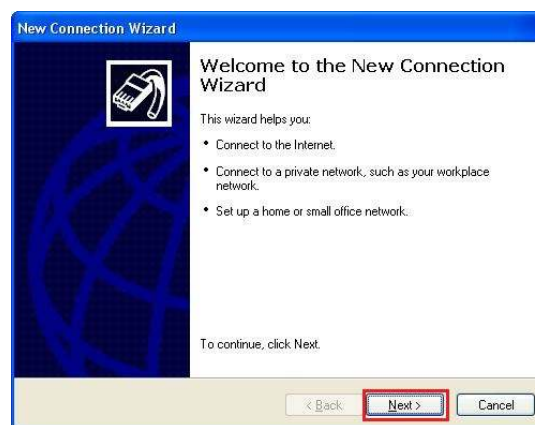 New Connection Wizard
Welcome to the New Connection
Wizard
This wizard helps you:
• Connect to the Internet.
• Connect to a private network, such as your workplace
network.
• Set up a home or small office network.
To continue, click Next.
< Back
Next >
Cancel